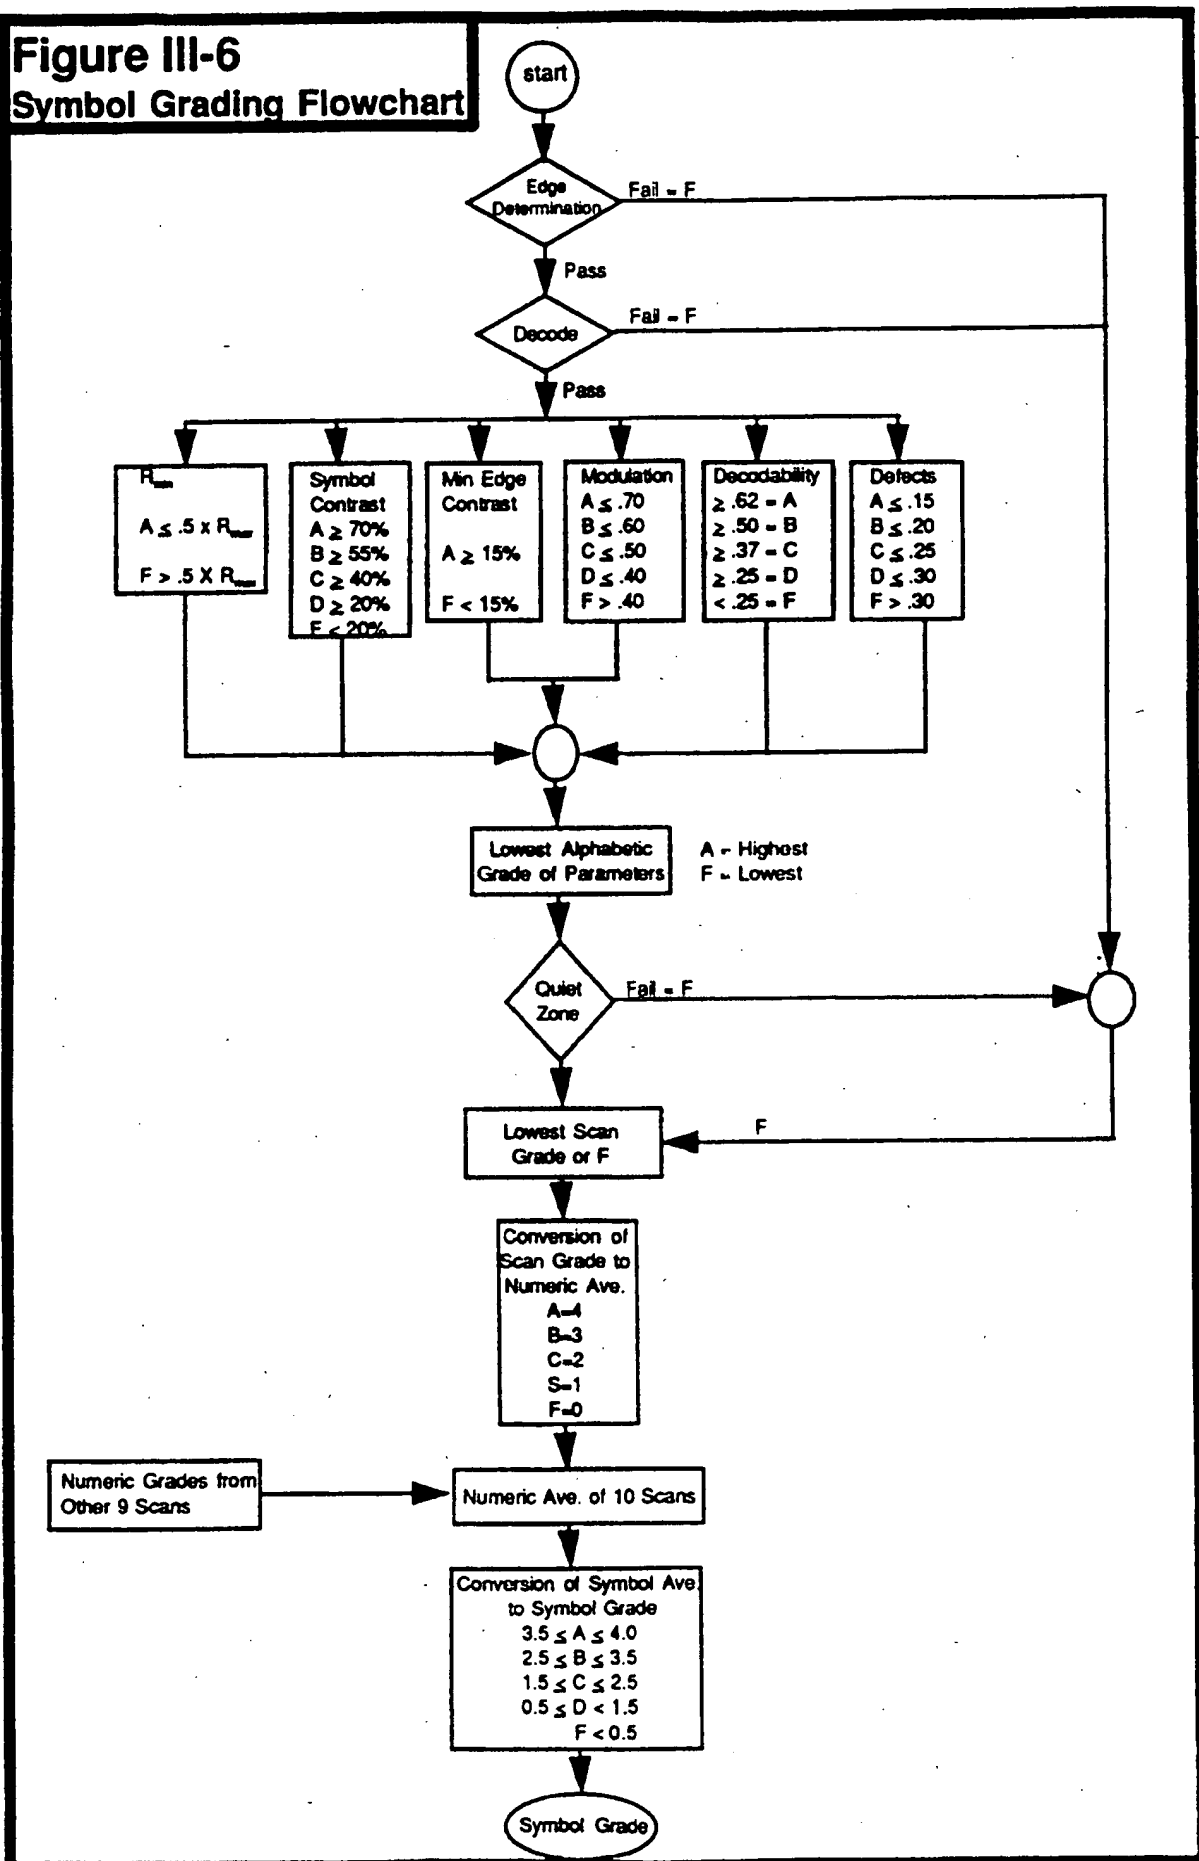 Figure III-6
Symbol Grading Flowchart
start
Edge
Determination
Fail = F
Pass
Decode
Fail = F
Pass
Rmin
A ≤ .5 x Rmax
F > .5 X Rmax
Symbol
Contrast
A ≥ 70%
B ≥ 55%
C ≥ 40%
D ≥ 20%
F < 20%
Min Edge
Contrast
A ≥ 15%
F < 15%
Modulation
A ≤ .70
B ≤ .60
C ≤ .50
D ≤ .40
F > .40
Decodability
≥ .62 = A
≥ .50 = B
≥ .37 = C
≥ .25 = D
< .25 = F
Defects
A ≤ .15
B ≤ .20
C ≤ .25
D ≤ .30
F > .30
Lowest Alphabetic
Grade of Parameters
A = Highest
F = Lowest
Quiet
Zone
Fail = F
Lowest Scan
Grade or F
F
Conversion of
Scan Grade to
Numeric Ave.
A=4
B=3
C=2
S=1
F=0
Numeric Grades from
Other 9 Scans
Numeric Ave. of 10 Scans
Conversion of Symbol Ave.
to Symbol Grade
3.5 ≤ A ≤ 4.0
2.5 ≤ B ≤ 3.5
1.5 ≤ C ≤ 2.5
0.5 ≤ D < 1.5
F < 0.5
Symbol Grade